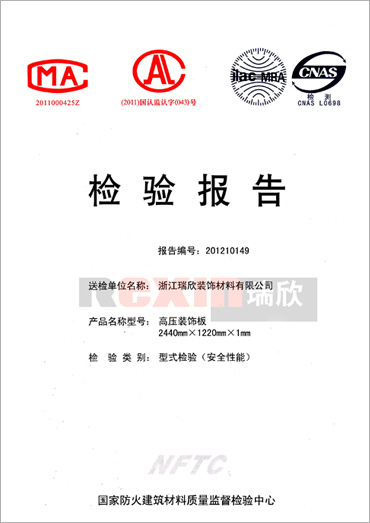 MA
2011000425Z
AL
(2011)国认监认字(043)号
ilac-MRA
CNAS
检 测
CNAS L0698
检 验 报 告
报告编号：201210149
送检单位名称：浙江瑞欣装饰材料有限公司
Rexin 瑞欣
产品名称型号：高压装饰板
2440mm×1220mm×1mm
检 验 类 别：型式检验（安全性能）
NFTC
国家防火建筑材料质量监督检验中心